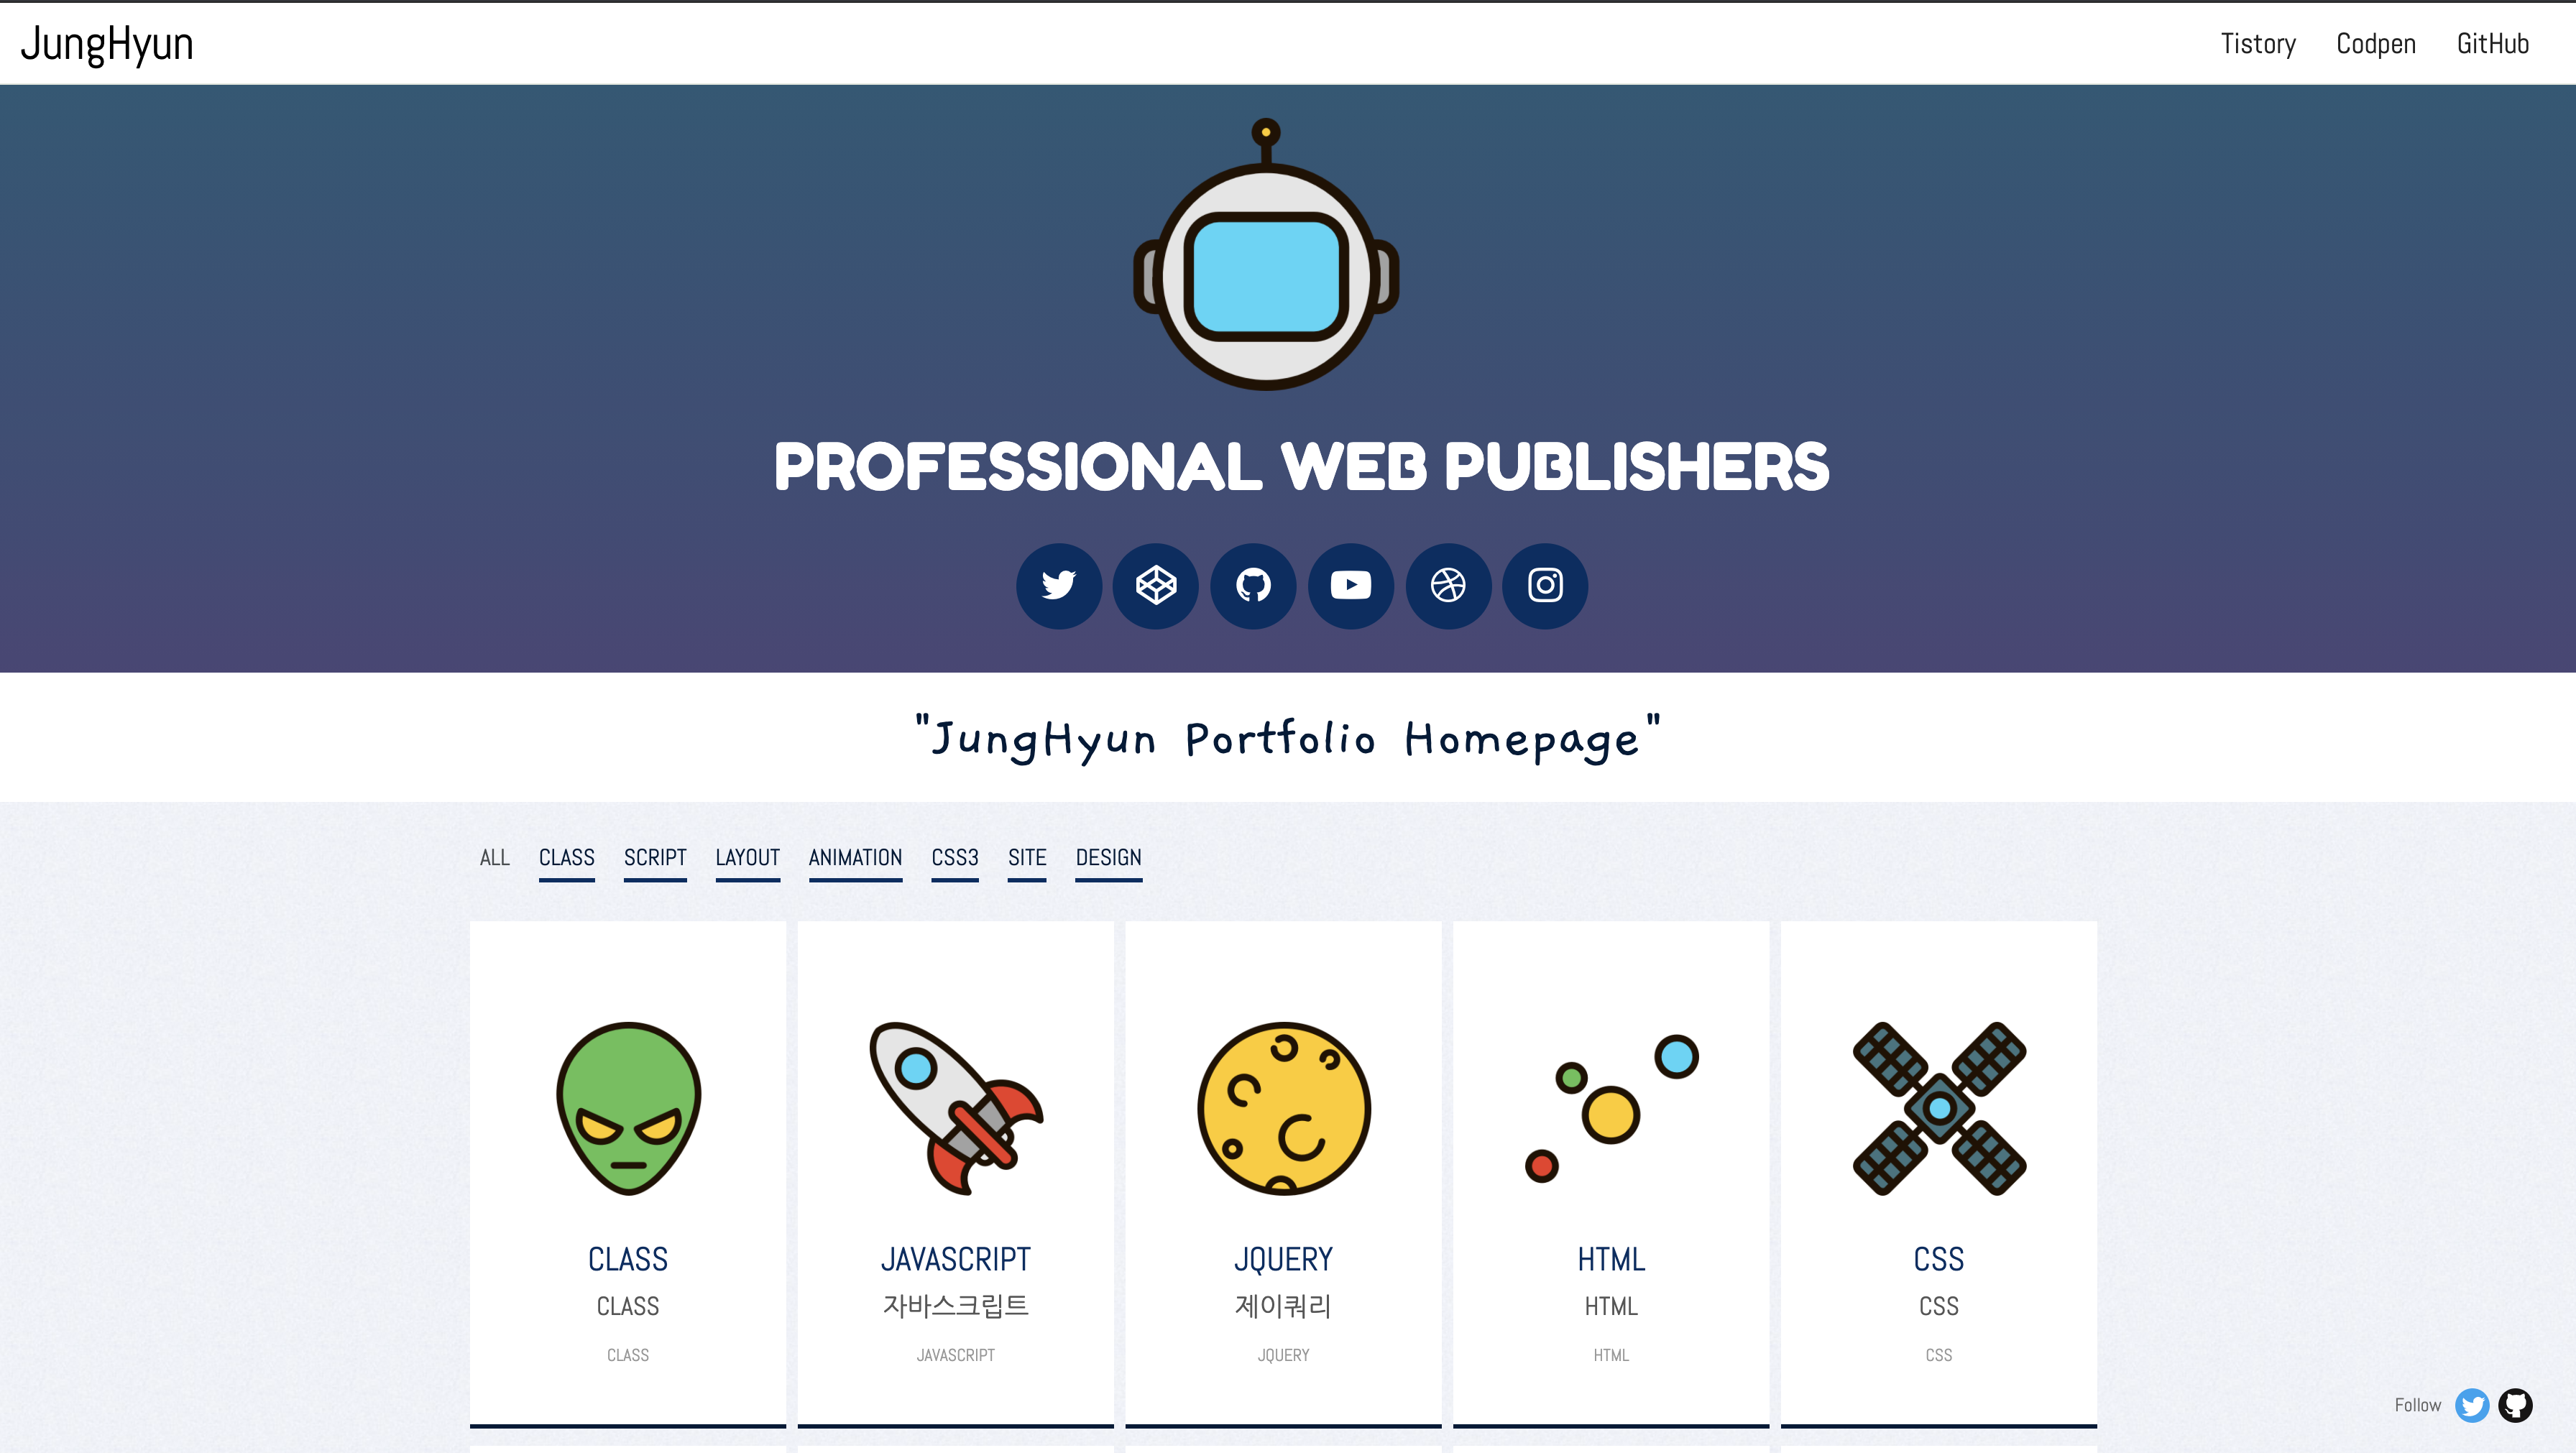 JungHyun
Tistory Codpen GitHub
PROFESSIONAL WEB PUBLISHERS
"JungHyun Portfolio Homepage"
ALL CLASS SCRIPT LAYOUT ANIMATION CSS3 SITE DESIGN
CLASS
CLASS
CLASS
JAVASCRIPT
자바스크립트
JAVASCRIPT
JQUERY
제이쿼리
JQUERY
HTML
HTML
HTML
CSS
CSS
CSS
Follow